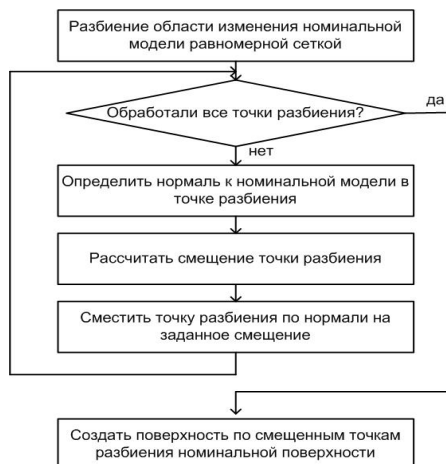 Разбиение области изменения номинальной
модели равномерной сеткой
Обработали все точки разбиения?
да
нет
Определить нормаль к номинальной модели в
точке разбиения
Рассчитать смещение точки разбиения
Сместить точку разбиения по нормали на
заданное смещение
Создать поверхность по смещенным точкам
разбиения номинальной поверхности